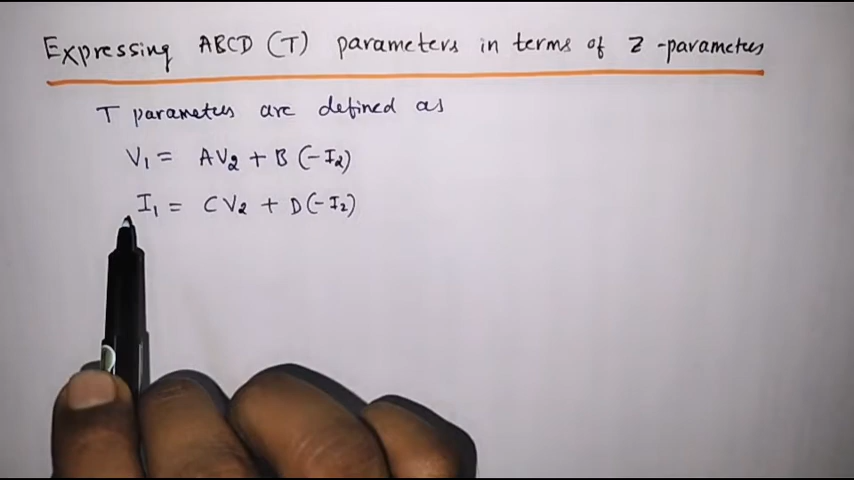 Expressing ABCD (T) parameters in terms of Z-parameters
T parameters are defined as
V₁ = AV₂ + B (-I₂)
I₁ = CV₂ + D(-I₂)